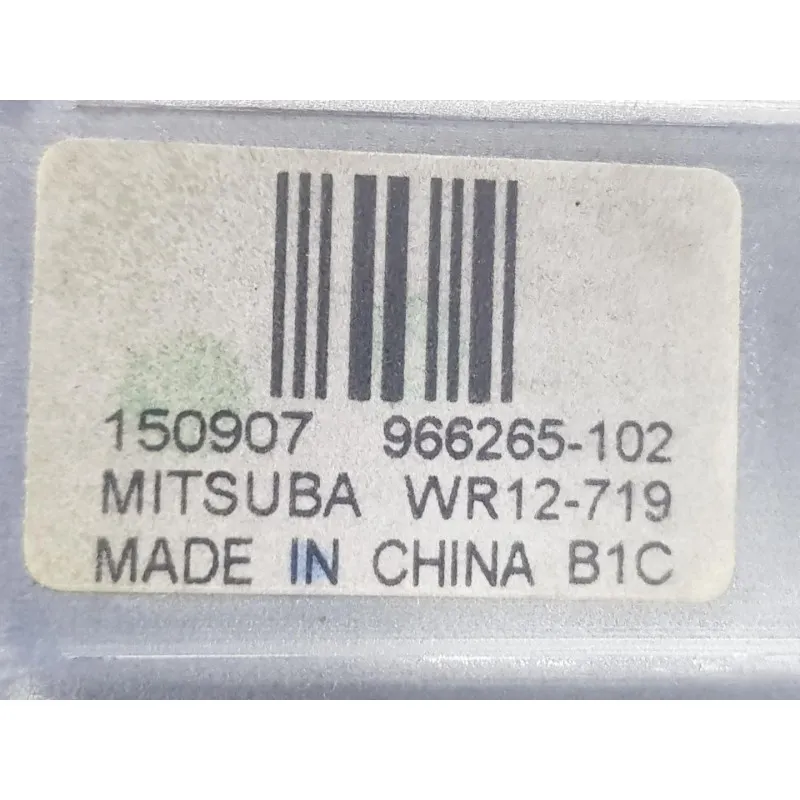 150907 966265-102
MITSUBA WR12-719
MADE IN CHINA B1C